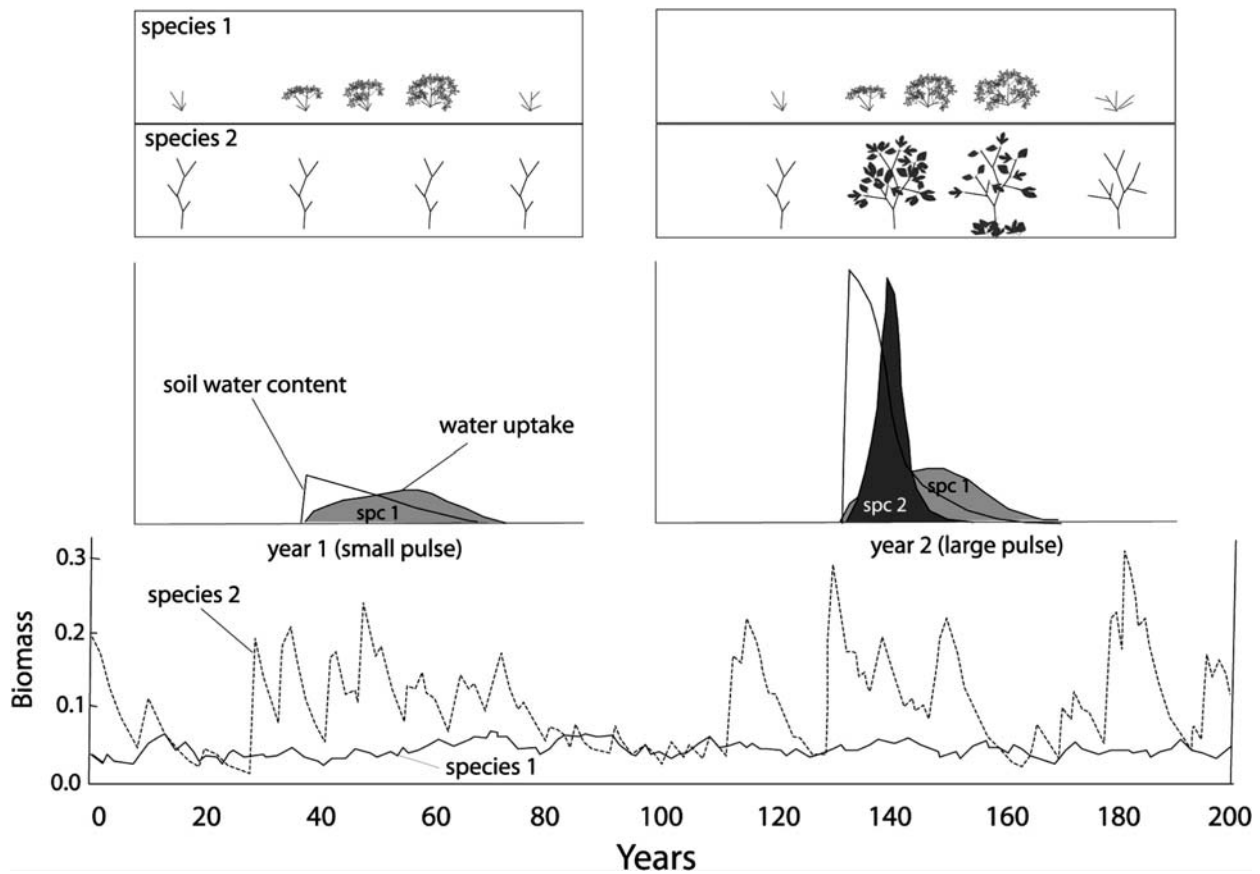 species 1
species 2
soil water content
water uptake
spc 1
spc 1
spc 2
year 1 (small pulse)
year 2 (large pulse)
0.3
species 2
0.2
Biomass
0.1
species 1
0.0
0 20 40 60 80 100 120 140 160 180 200
Years